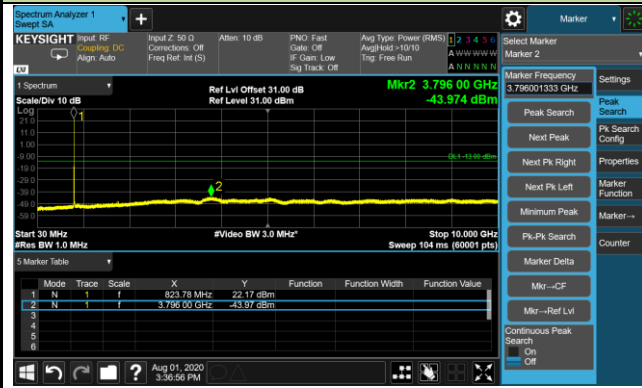 Spectrum Analyzer 1
Swept SA
+
Marker
KEYSIGHT
Input: RF
Coupling: DC
Align: Auto
Input Z: 50 Ω
Corrections: Off
Freq Ref: Int (S)
Atten: 10 dB
PNO: Fast
Gate: Off
IF Gain: Low
Sig Track: Off
Avg Type: Power (RMS)
Avg|Hold >10/10
Trig: Free Run
1 2 3 4 5 6
A W W W W W
A N N N N N
LXI
Select Marker
Marker 2
Marker Frequency
3.796001333 GHz
Settings
Peak Search
Next Peak
Next Pk Right
Next Pk Left
Minimum Peak
Pk-Pk Search
Marker Delta
Mkr→CF
Mkr→Ref Lvl
Continuous Peak Search
On
Off
Peak Search
Pk Search Config
Properties
Marker Function
Marker→
Counter
1 Spectrum
Scale/Div 10 dB
Log
Ref Lvl Offset 31.00 dB
Ref Level 31.00 dBm
Mkr2 3.796 00 GHz
-43.974 dBm
21.0
11.0
1.00
-9.00
-19.0
-29.0
-39.0
-49.0
-59.0
1
2
DL1 -13.00 dBm
Start 30 MHz
#Res BW 1.0 MHz
#Video BW 3.0 MHz*
Stop 10.000 GHz
Sweep 104 ms (60001 pts)
5 Marker Table
Mode Trace Scale X Y Function Function Width Function Value
1 N 1 f 823.78 MHz 22.17 dBm
2 N 1 f 3.796 00 GHz -43.97 dBm
3
4
5
6
?
Aug 01, 2020
3:36:56 PM